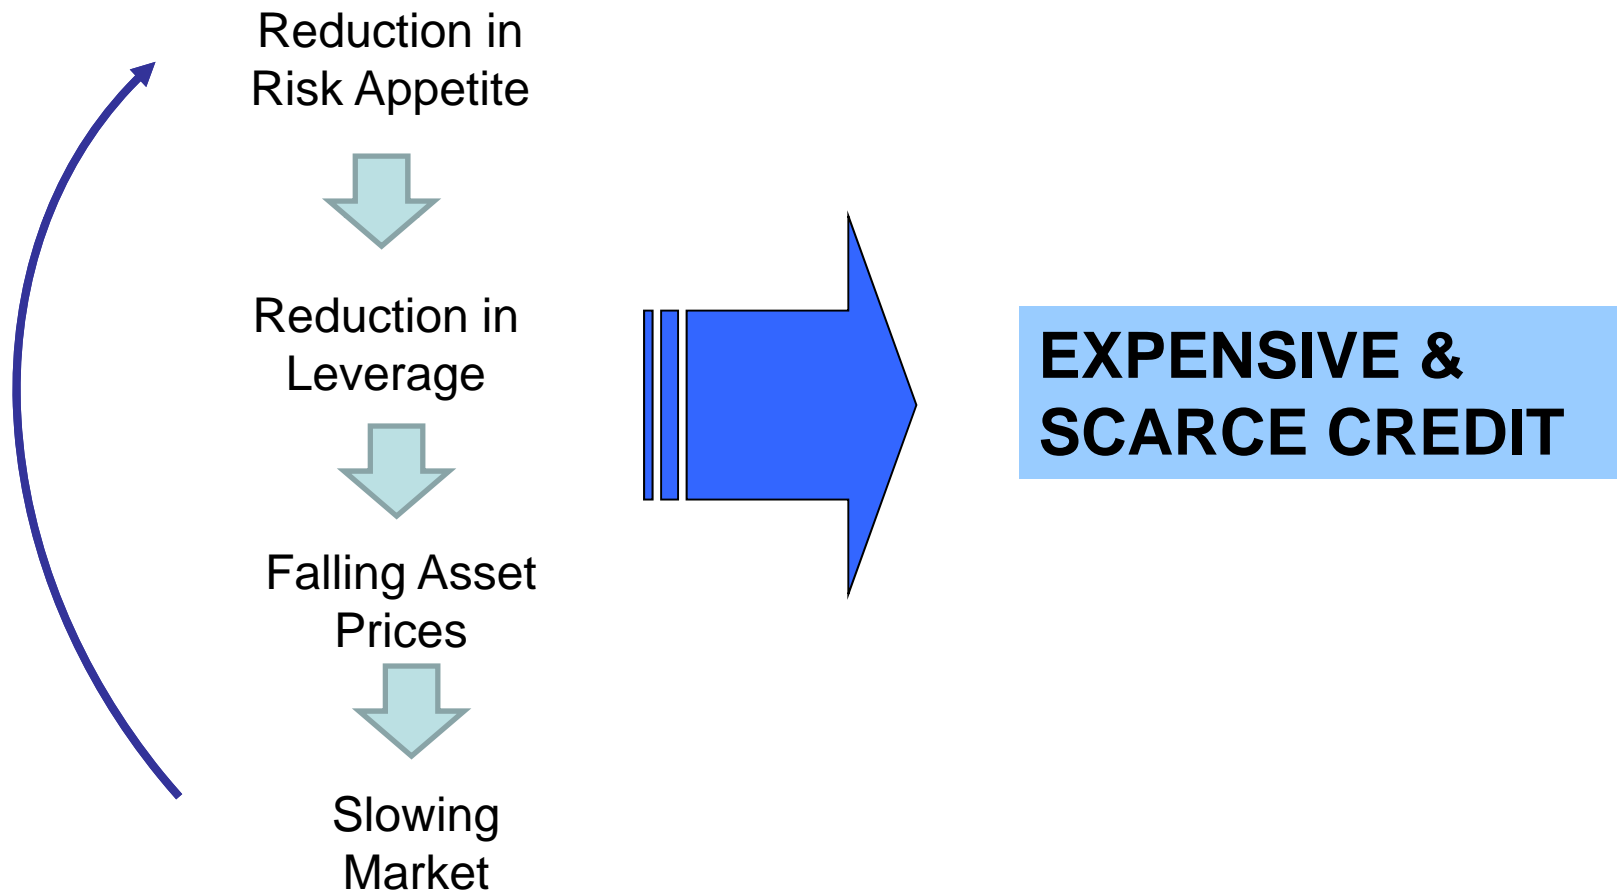 Reduction in
Risk Appetite
Reduction in
Leverage
Falling Asset
Prices
Slowing
Market
EXPENSIVE &
SCARCE CREDIT